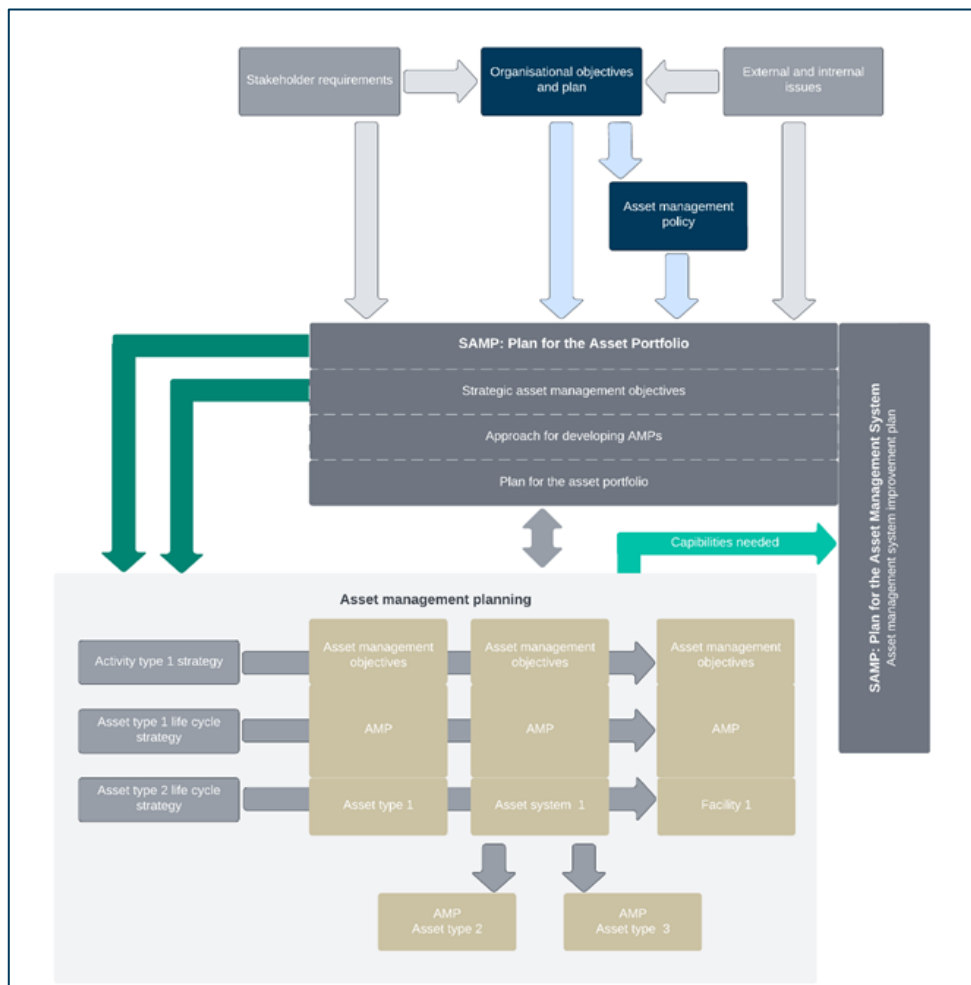 Stakeholder requirements
Organisational objectives
and plan
External and intrernal
issues
Asset management
policy
SAMP: Plan for the Asset Portfolio
Strategic asset management objectives
Approach for developing AMPs
Plan for the asset portfolio
SAMP: Plan for the Asset Management System
Asset management system improvement plan
Capibilities needed
Asset management planning
Activity type 1 strategy
Asset type 1 life cycle
strategy
Asset type 2 life cycle
strategy
Asset management
objectives
AMP
Asset type 1
Asset management
objectives
AMP
Asset system  1
Asset management
objectives
AMP
Facility 1
AMP
Asset type 2
AMP
Asset type  3